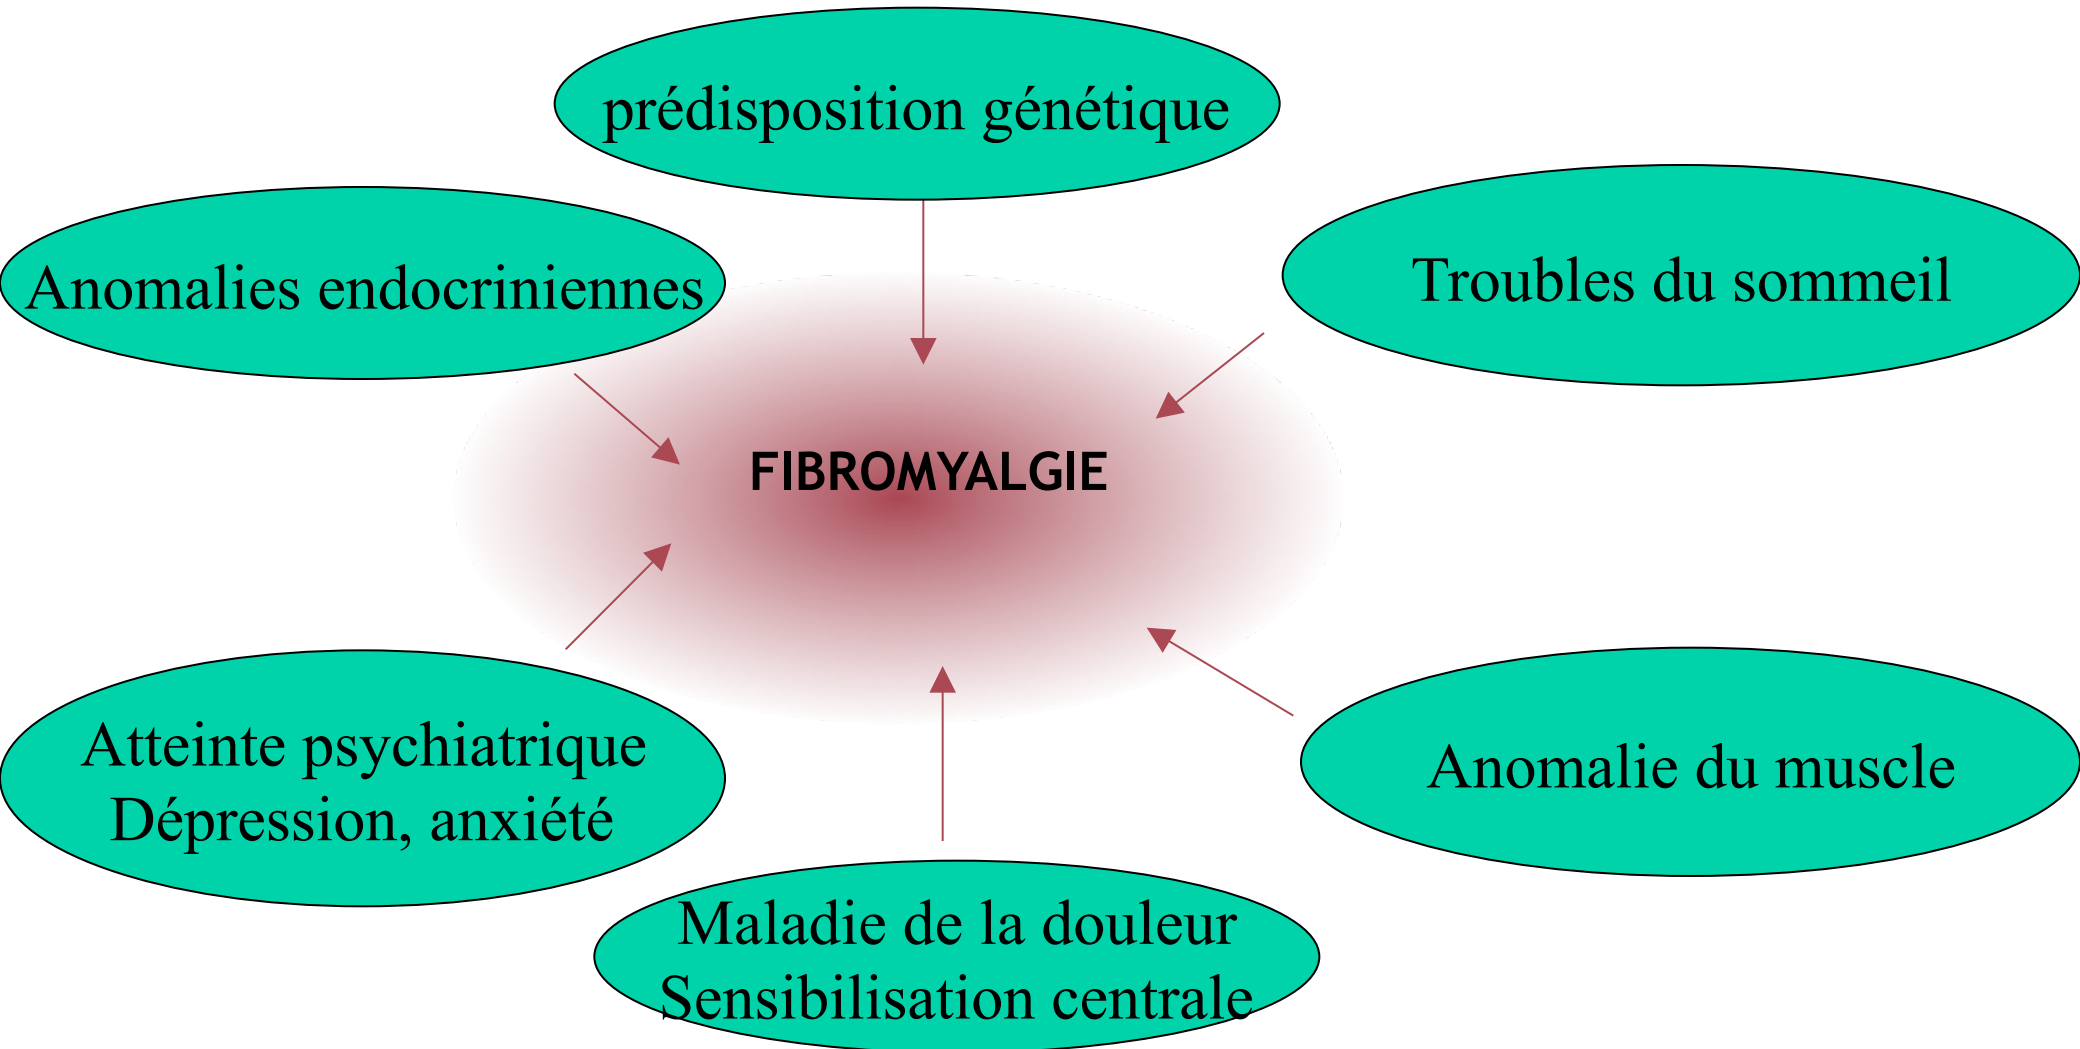 prédisposition génétique
Anomalies endocriniennes
Troubles du sommeil
FIBROMYALGIE
Atteinte psychiatrique
Dépression, anxiété
Anomalie du muscle
Maladie de la douleur
Sensibilisation centrale